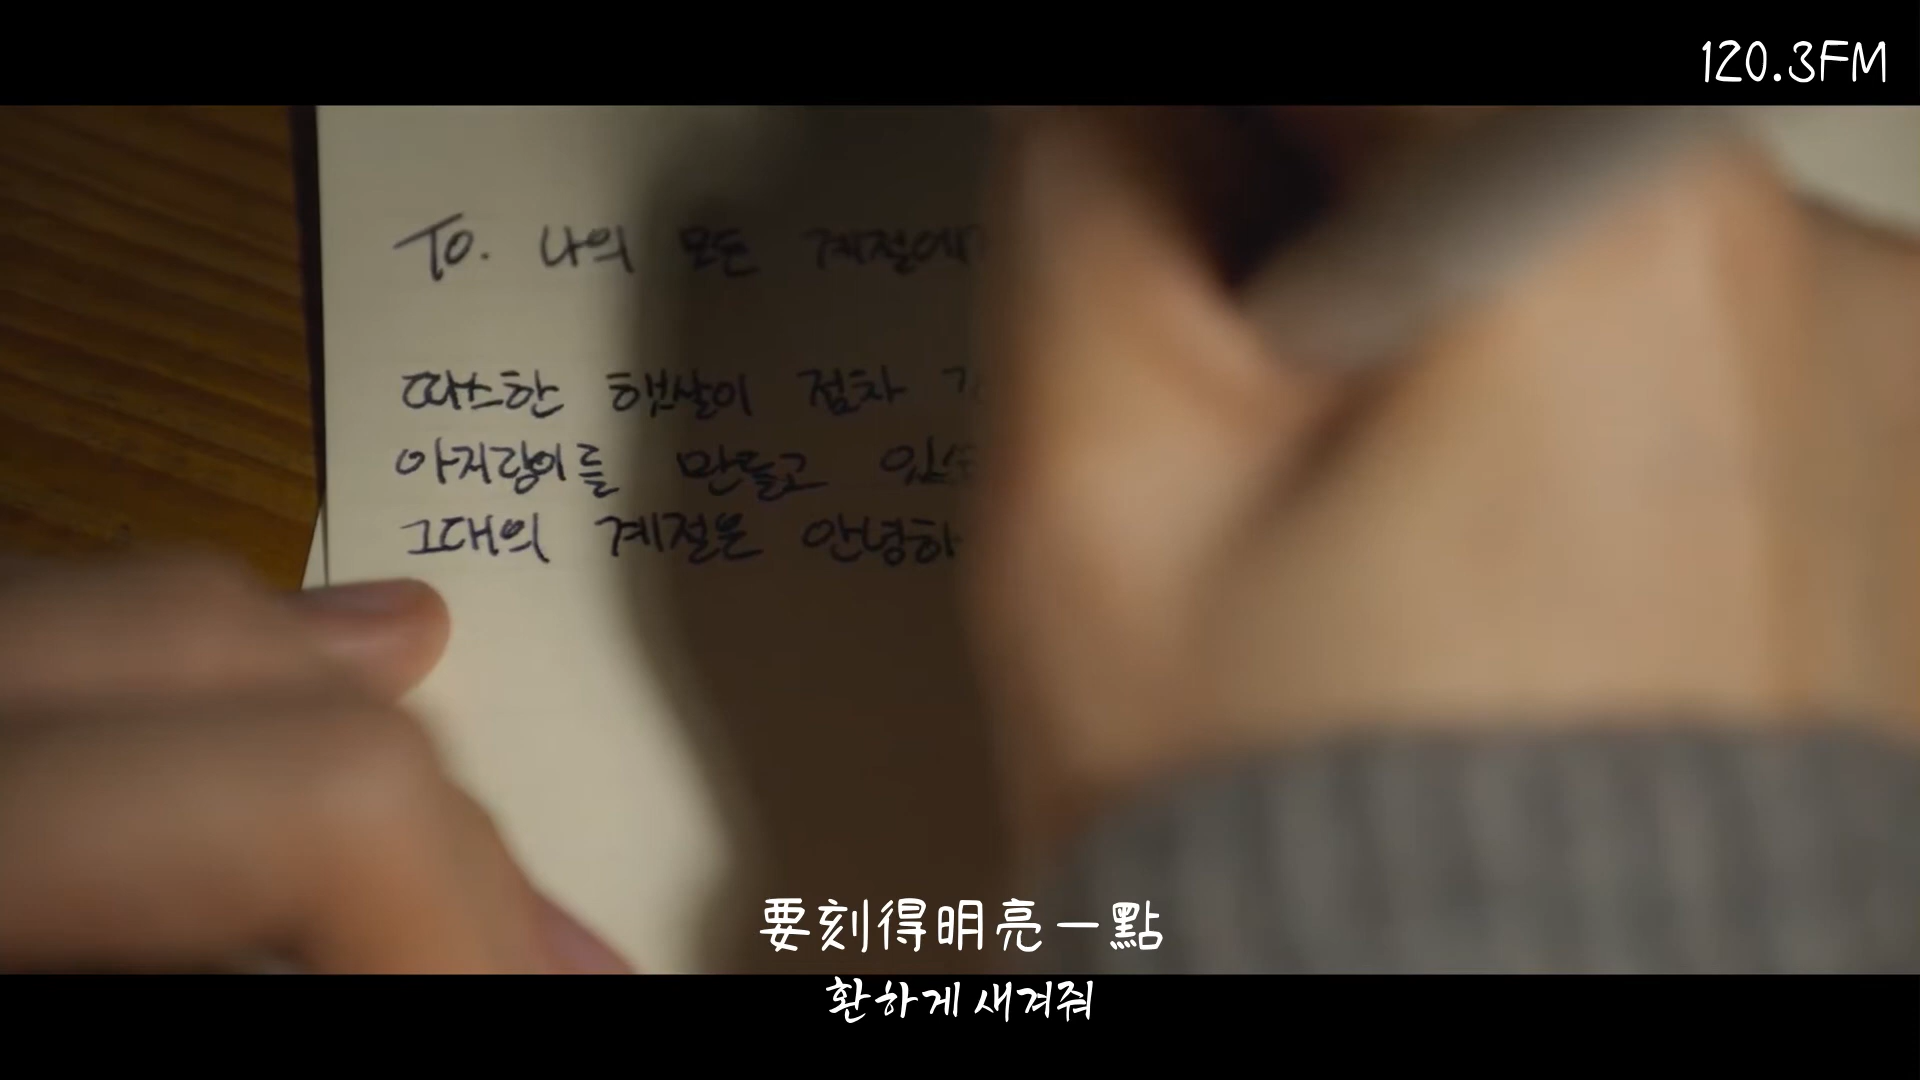 120.3FM
To. 나의 모든 계절에게
따스한 햇살이 점차
아지랑이를 만들고
그대의 계절은 안녕하
要刻得明亮一點
환하게 새겨줘